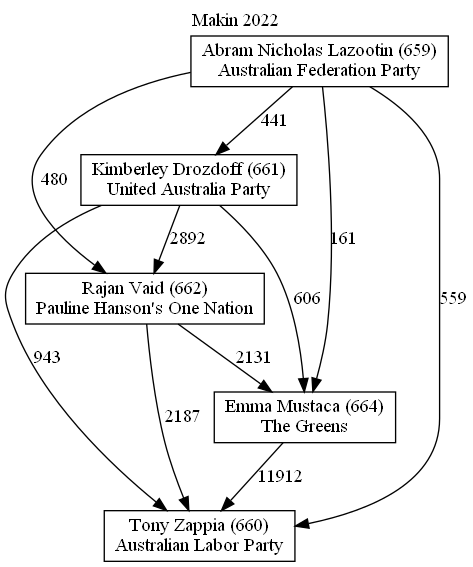 Makin 2022
Abram Nicholas Lazootin (659)
Australian Federation Party
441
Kimberley Drozdoff (661)
United Australia Party
480
2892
161
Rajan Vaid (662)
Pauline Hanson's One Nation
606
559
943
2131
Emma Mustaca (664)
The Greens
2187
11912
Tony Zappia (660)
Australian Labor Party